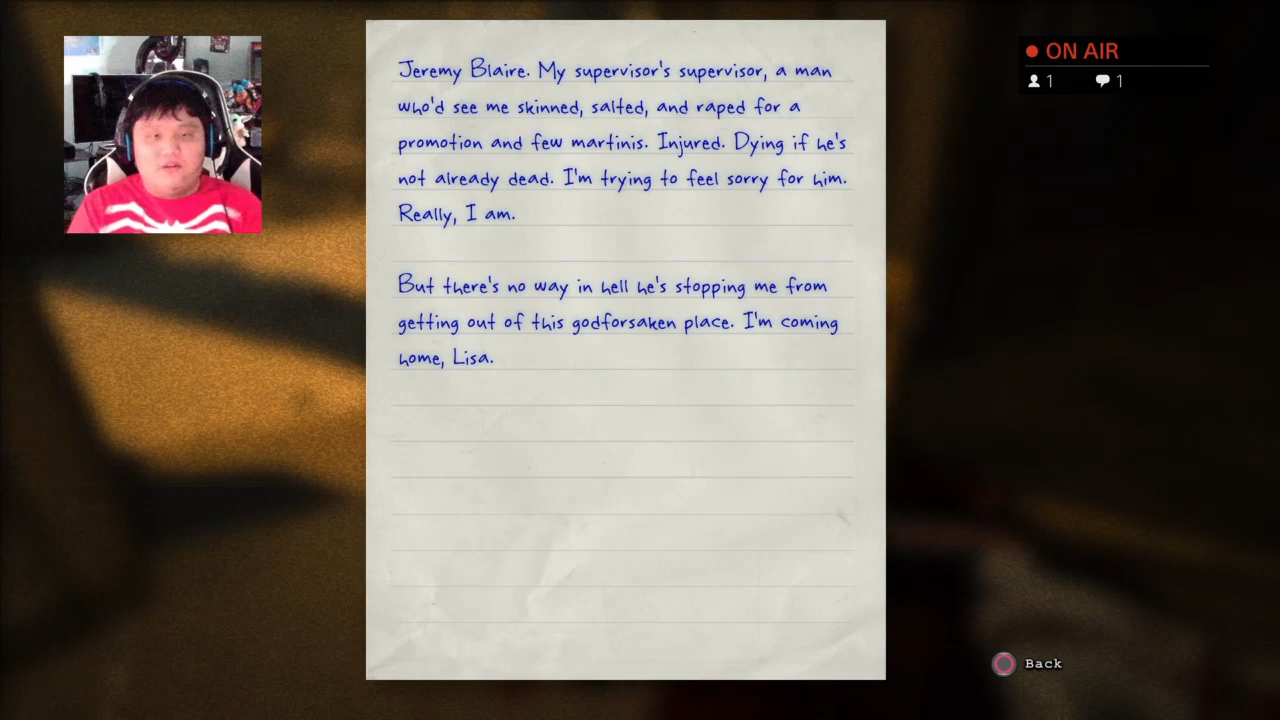 ON AIR
1 1
Jeremy Blaire. My supervisor's supervisor, a man
who'd see me skinned, salted, and raped for a
promotion and few martinis. Injured. Dying if he's
not already dead. I'm trying to feel sorry for him.
Really, I am.
But there's no way in hell he's stopping me from
getting out of this godforsaken place. I'm coming
home, Lisa.
Back